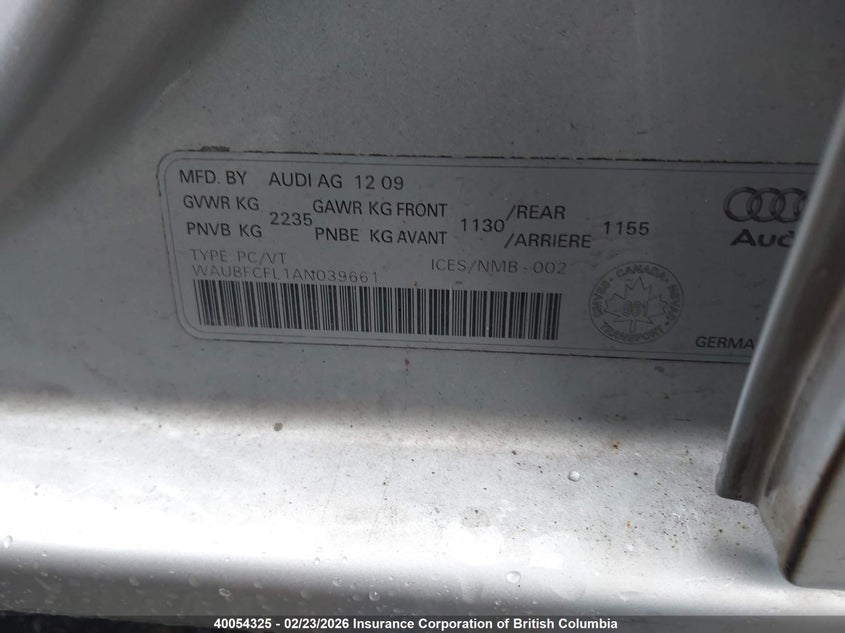 MFD. BY AUDI AG 12 09
GVWR KG 2235 GAWR KG FRONT 1130 /REAR 1155
PNVB KG PNBE KG AVANT /ARRIERE
TYPE PC/VT
WAUBFCFL1AN039661 ICES/NMB-002
CANADA
TRANSPORT
GERMA
Aud
40054325 - 02/23/2026 Insurance Corporation of British Columbia